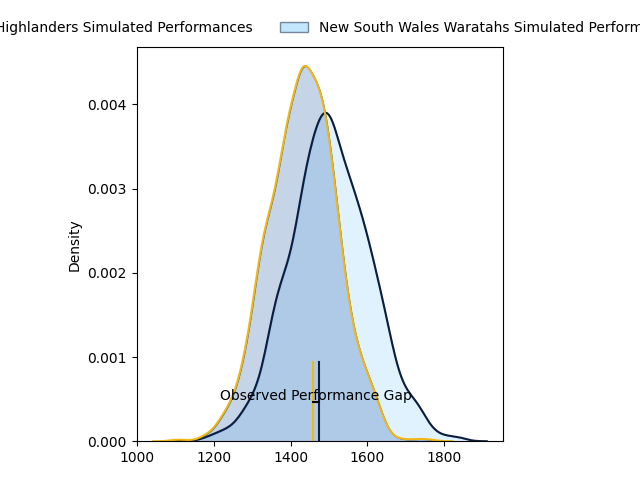 Highlanders Simulated Performances
New South Wales Waratahs Simulated
Density
0.004
0.003
0.002
0.001
0.000
Observed Performance Gap
1000 1200 1400 1600 1800